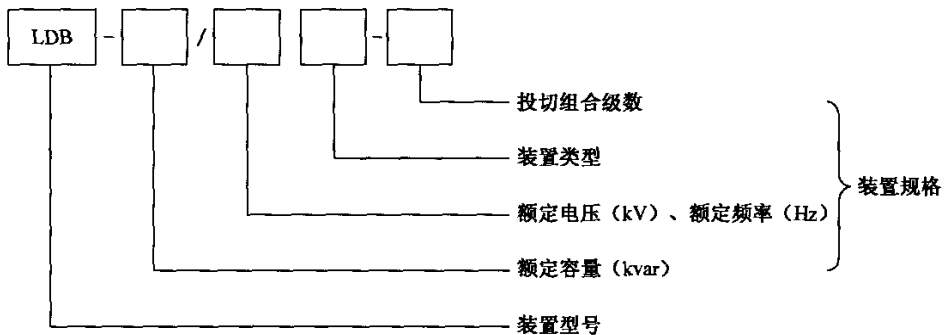 LDB - / -
投切组合级数
装置类型
额定电压（kV）、额定频率（Hz）
装置规格
额定容量（kvar）
装置型号